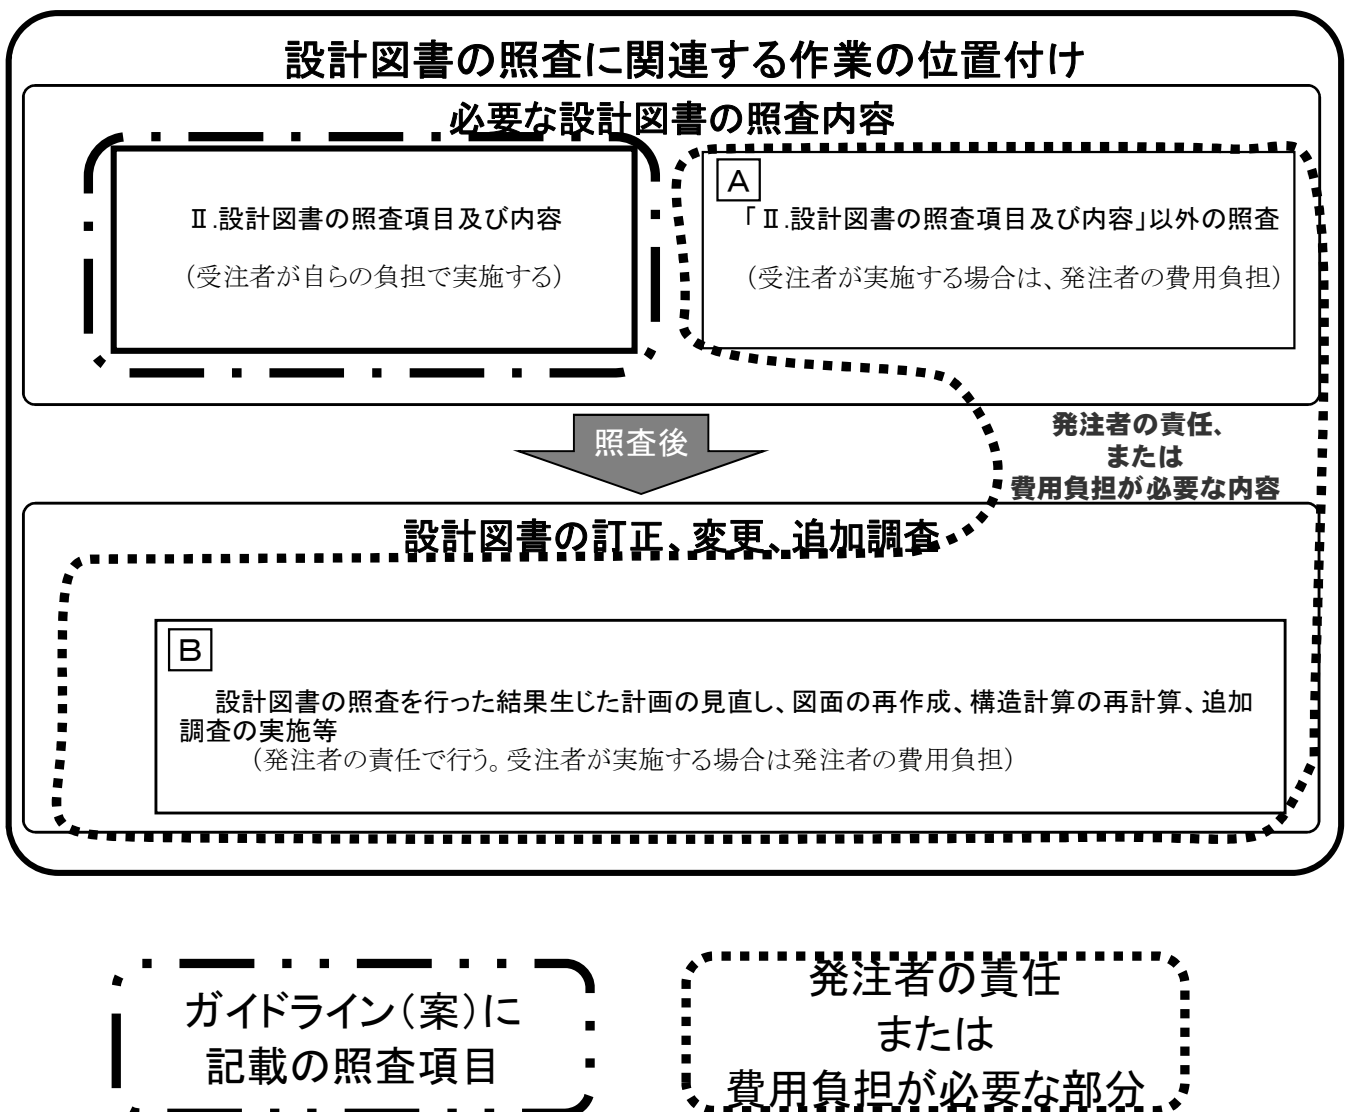 設計図書の照査に関連する作業の位置付け
必要な設計図書の照査内容
Ⅱ.設計図書の照査項目及び内容
(受注者が自らの負担で実施する)
A
「Ⅱ.設計図書の照査項目及び内容」以外の照査
(受注者が実施する場合は、発注者の費用負担)
照査後
発注者の責任、
または
費用負担が必要な内容
設計図書の訂正、変更、追加調査
B
設計図書の照査を行った結果生じた計画の見直し、図面の再作成、構造計算の再計算、追加
調査の実施等
(発注者の責任で行う。受注者が実施する場合は発注者の費用負担)
ガイドライン(案)に
記載の照査項目
発注者の責任
または
費用負担が必要な部分